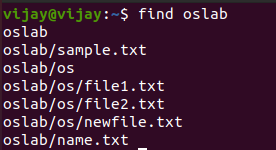 vijay@vijay:~$ find oslab
oslab
oslab/sample.txt
oslab/os
oslab/os/file1.txt
oslab/os/file2.txt
oslab/os/newfile.txt
oslab/name.txt